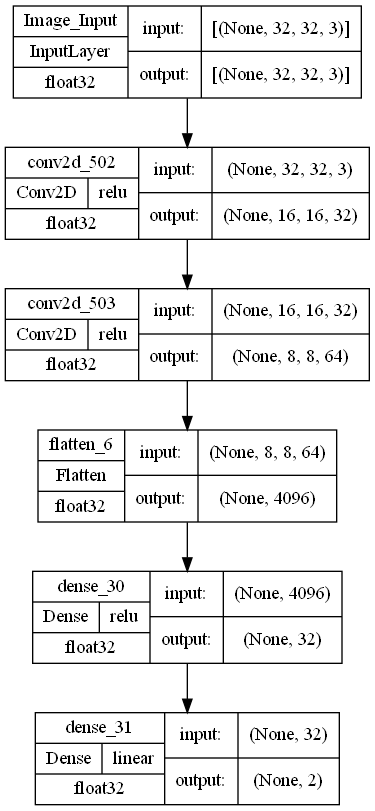 Image_Input
InputLayer
float32
input:
[(None, 32, 32, 3)]
output:
[(None, 32, 32, 3)]
conv2d_502
Conv2D
relu
float32
input:
(None, 32, 32, 3)
output:
(None, 16, 16, 32)
conv2d_503
Conv2D
relu
float32
input:
(None, 16, 16, 32)
output:
(None, 8, 8, 64)
flatten_6
Flatten
float32
input:
(None, 8, 8, 64)
output:
(None, 4096)
dense_30
Dense
relu
float32
input:
(None, 4096)
output:
(None, 32)
dense_31
Dense
linear
float32
input:
(None, 32)
output:
(None, 2)